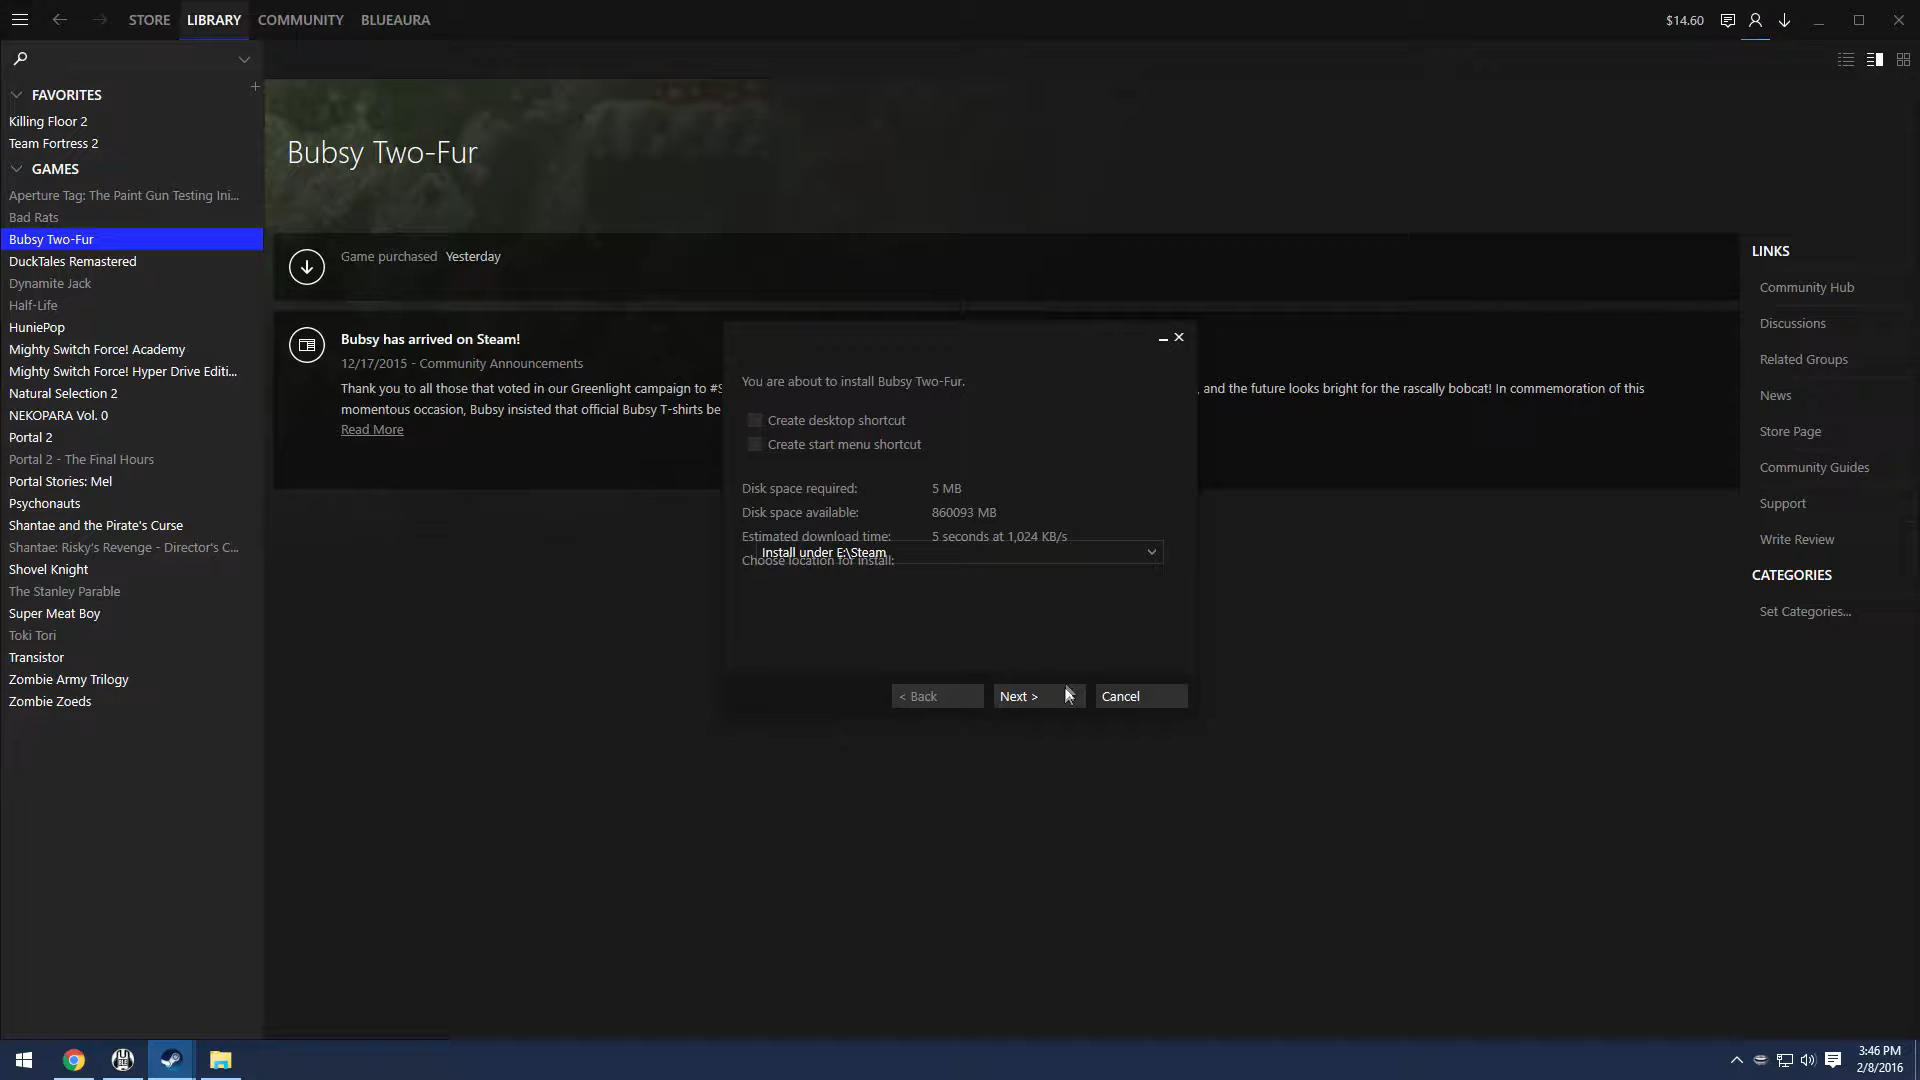 STORE LIBRARY COMMUNITY BLUEAURA $14.60
FAVORITES
Killing Floor 2
Team Fortress 2
GAMES
Aperture Tag: The Paint Gun Testing Ini...
Bad Rats
Bubsy Two-Fur
DuckTales Remastered
Dynamite Jack
Half-Life
HuniePop
Mighty Switch Force! Academy
Mighty Switch Force! Hyper Drive Editi...
Natural Selection 2
NEKOPARA Vol. 0
Portal 2
Portal 2 - The Final Hours
Portal Stories: Mel
Psychonauts
Shantae and the Pirate's Curse
Shantae: Risky's Revenge - Director's C...
Shovel Knight
The Stanley Parable
Super Meat Boy
Toki Tori
Transistor
Zombie Army Trilogy
Zombie Zoeds
Bubsy Two-Fur
Game purchased Yesterday
Bubsy has arrived on Steam!
12/17/2015 - Community Announcements
Thank you to all those that voted in our Greenlight campaign to #S , and the future looks bright for the rascally bobcat! In commemoration of this
momentous occasion, Bubsy insisted that official Bubsy T-shirts be
Read More
You are about to install Bubsy Two-Fur.
Create desktop shortcut
Create start menu shortcut
Disk space required: 5 MB
Disk space available: 860093 MB
Estimated download time: 5 seconds at 1,024 KB/s
Install under E:\Steam
Choose location for install:
< Back Next > Cancel
LINKS
Community Hub
Discussions
Related Groups
News
Store Page
Community Guides
Support
Write Review
CATEGORIES
Set Categories...
3:46 PM
2/8/2016